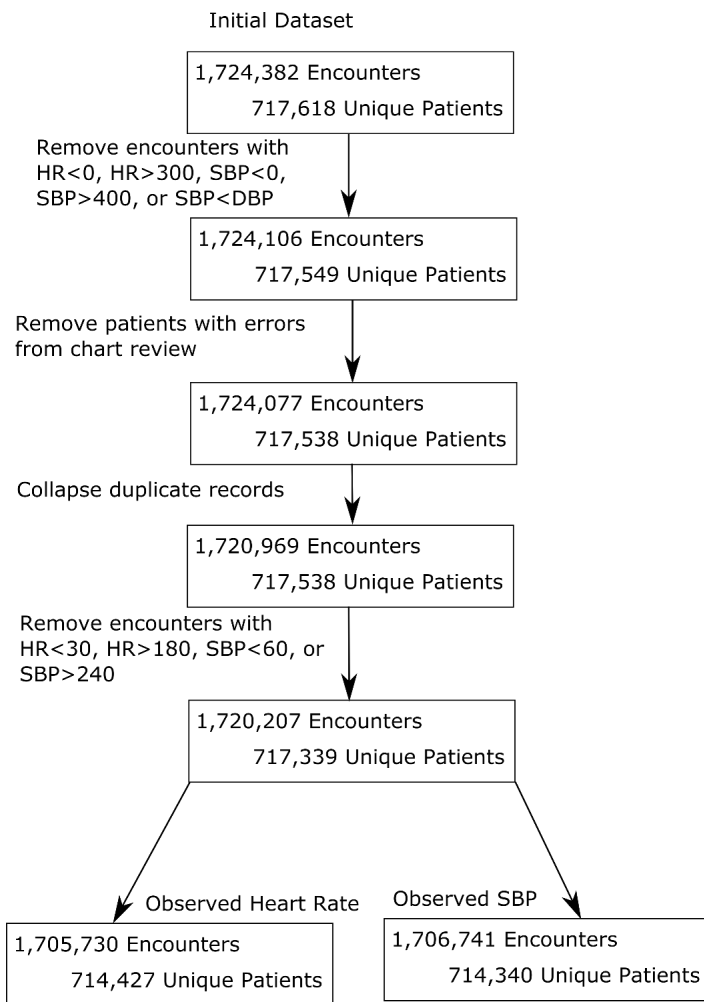 Initial Dataset
1,724,382 Encounters
717,618 Unique Patients
Remove encounters with
HR<0, HR>300, SBP<0,
SBP>400, or SBP<DBP
1,724,106 Encounters
717,549 Unique Patients
Remove patients with errors
from chart review
1,724,077 Encounters
717,538 Unique Patients
Collapse duplicate records
1,720,969 Encounters
717,538 Unique Patients
Remove encounters with
HR<30, HR>180, SBP<60, or
SBP>240
1,720,207 Encounters
717,339 Unique Patients
Observed Heart Rate
1,705,730 Encounters
714,427 Unique Patients
Observed SBP
1,706,741 Encounters
714,340 Unique Patients